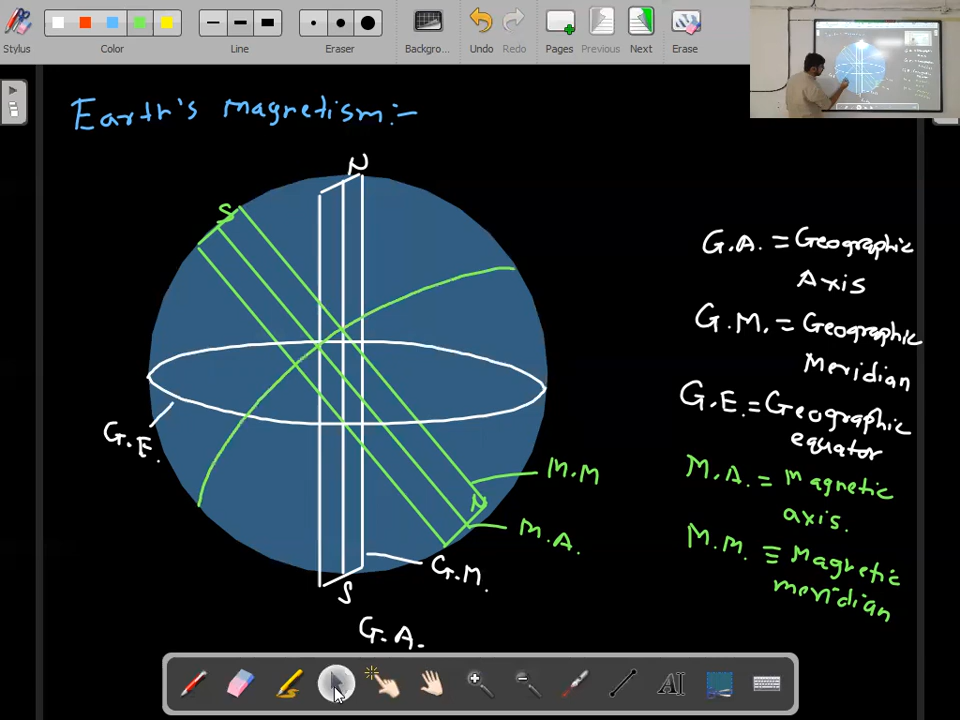 Stylus
Color
Line
Eraser
Backgro...
Undo
Redo
Pages
Previous
Next
Erase
Earth's magnetism:-
N
S
G.A. = Geographic
Axis
G.M. = Geographic
Meridian
G.E. = Geographic
equator
G.E.
M.M
M.A. = Magnetic
axis.
N
M.A.
M.M. = Magnetic
meridian
G.M.
S
G.A.